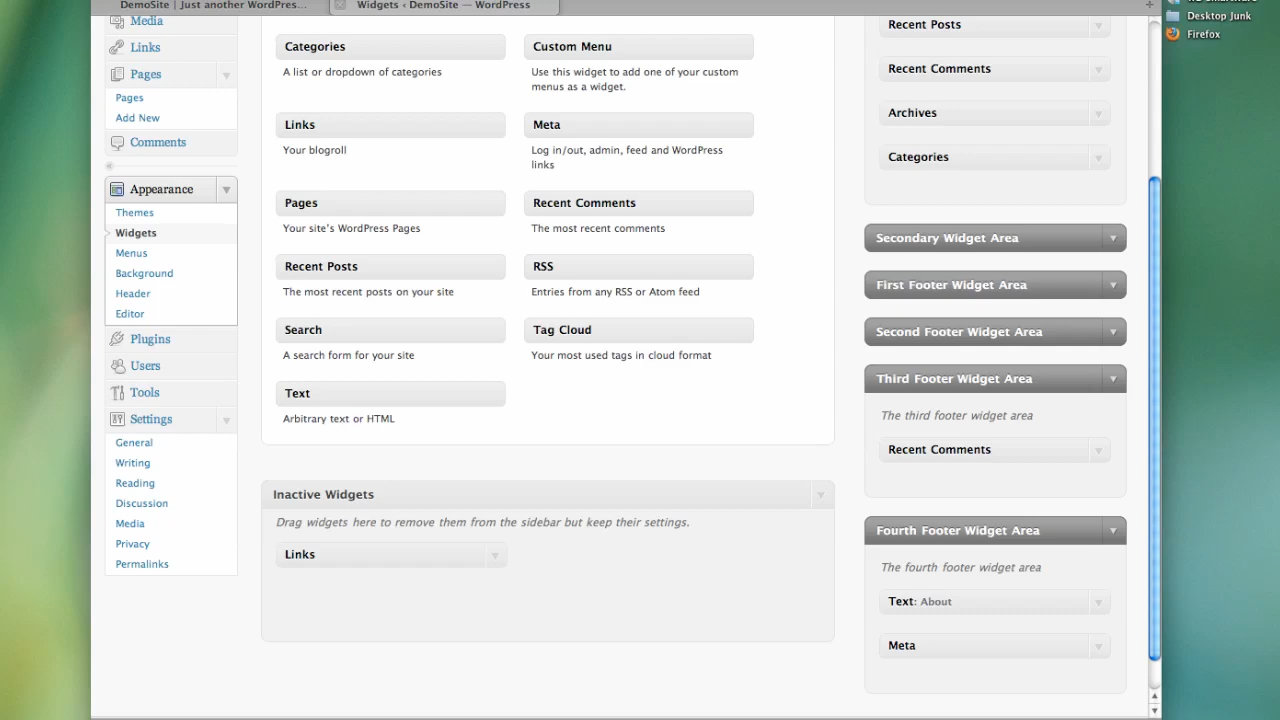 DemoSite | Just another WordPres...
Widgets ‹ DemoSite — WordPress
Desktop Junk
Firefox
Media
Links
Pages
Pages
Add New
Comments
Appearance
Themes
Widgets
Menus
Background
Header
Editor
Plugins
Users
Tools
Settings
General
Writing
Reading
Discussion
Media
Privacy
Permalinks
Categories
A list or dropdown of categories
Custom Menu
Use this widget to add one of your custom
menus as a widget.
Links
Your blogroll
Meta
Log in/out, admin, feed and WordPress
links
Pages
Your site's WordPress Pages
Recent Comments
The most recent comments
Recent Posts
The most recent posts on your site
RSS
Entries from any RSS or Atom feed
Search
A search form for your site
Tag Cloud
Your most used tags in cloud format
Text
Arbitrary text or HTML
Inactive Widgets
Drag widgets here to remove them from the sidebar but keep their settings.
Links
Recent Posts
Recent Comments
Archives
Categories
Secondary Widget Area
First Footer Widget Area
Second Footer Widget Area
Third Footer Widget Area
The third footer widget area
Recent Comments
Fourth Footer Widget Area
The fourth footer widget area
Text: About
Meta